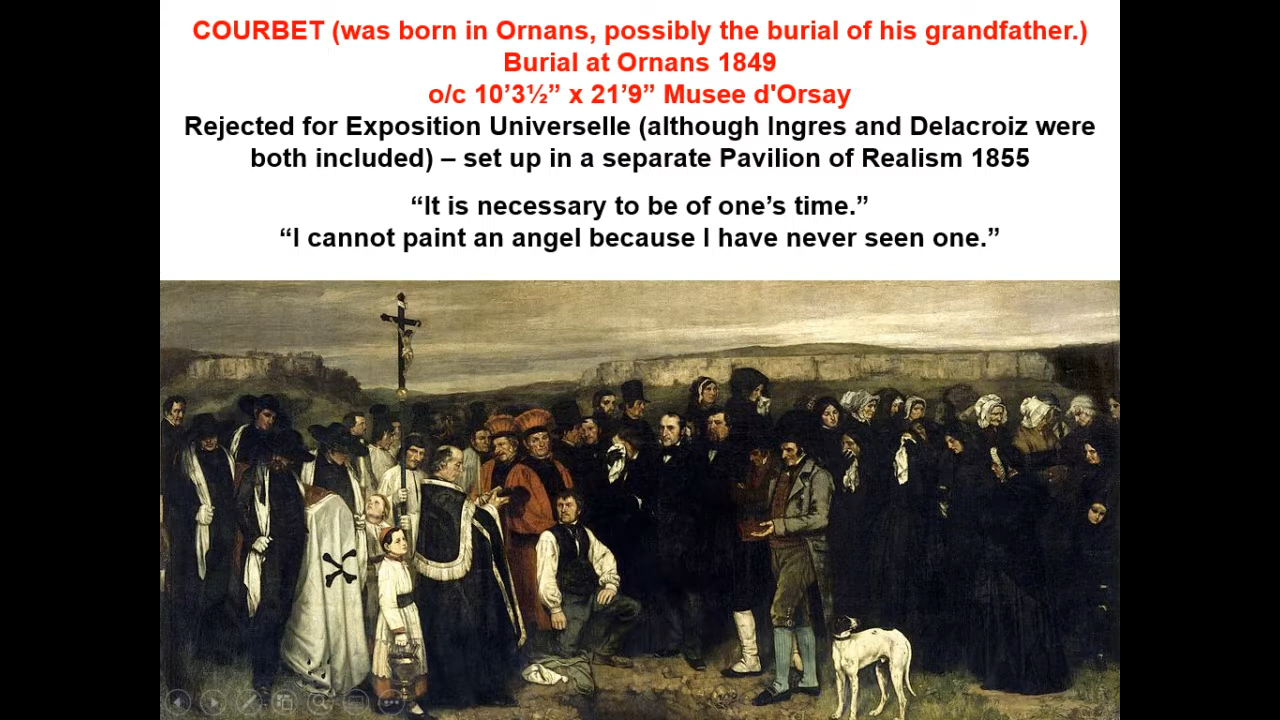 COURBET (was born in Ornans, possibly the burial of his grandfather.)
Burial at Ornans 1849
o/c 10’3½” x 21’9” Musee d'Orsay
Rejected for Exposition Universelle (although Ingres and Delacroiz were
both included) – set up in a separate Pavilion of Realism 1855
“It is necessary to be of one’s time.”
“I cannot paint an angel because I have never seen one.”